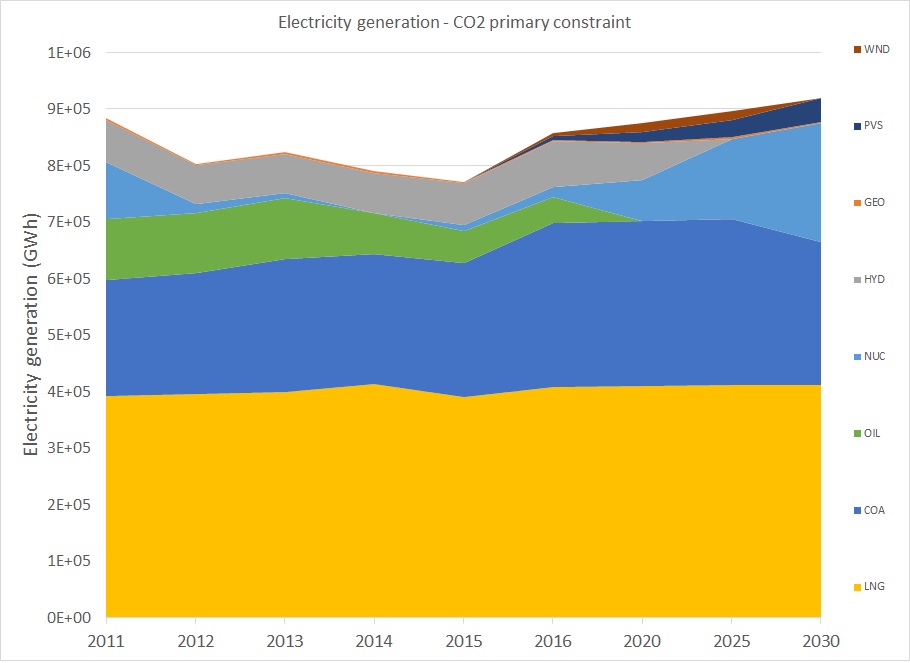 Electricity generation - CO2 primary constraint
Electricity generation (GWh)
1E+06
9E+05
8E+05
7E+05
6E+05
5E+05
4E+05
3E+05
2E+05
1E+05
0E+00
2011 2012 2013 2014 2015 2016 2020 2025 2030
WND
PVS
GEO
HYD
NUC
OIL
COA
LNG